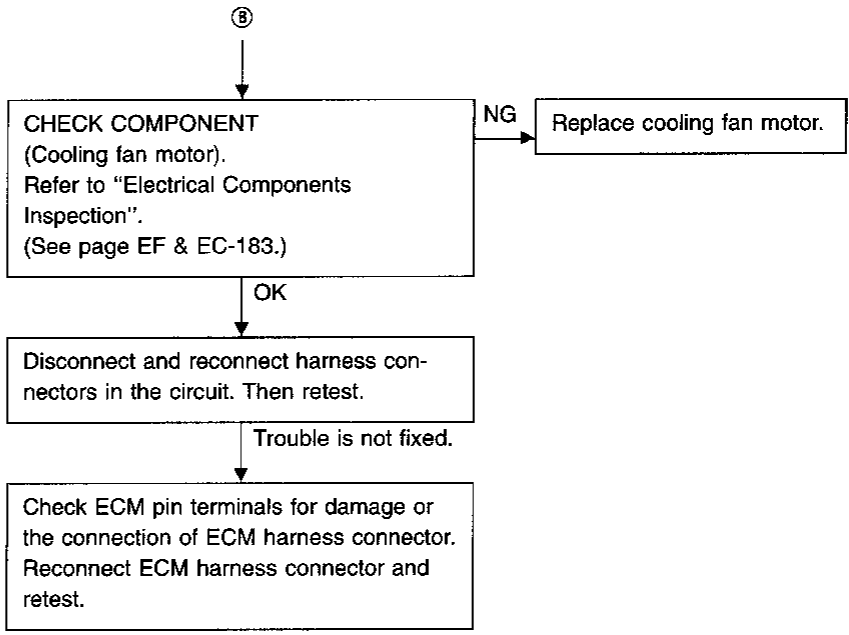 Ⓑ
CHECK COMPONENT
(Cooling fan motor).
Refer to “Electrical Components
Inspection”.
(See page EF & EC-183.)
NG
Replace cooling fan motor.
OK
Disconnect and reconnect harness con-
nectors in the circuit. Then retest.
Trouble is not fixed.
Check ECM pin terminals for damage or
the connection of ECM harness connector.
Reconnect ECM harness connector and
retest.